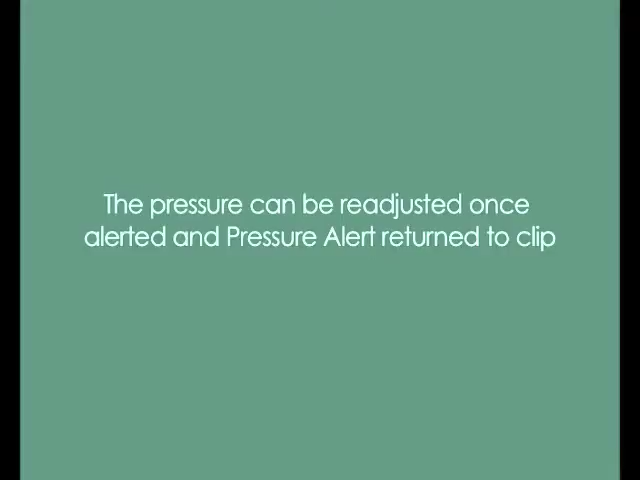 The pressure can be readjusted once
alerted and Pressure Alert returned to clip